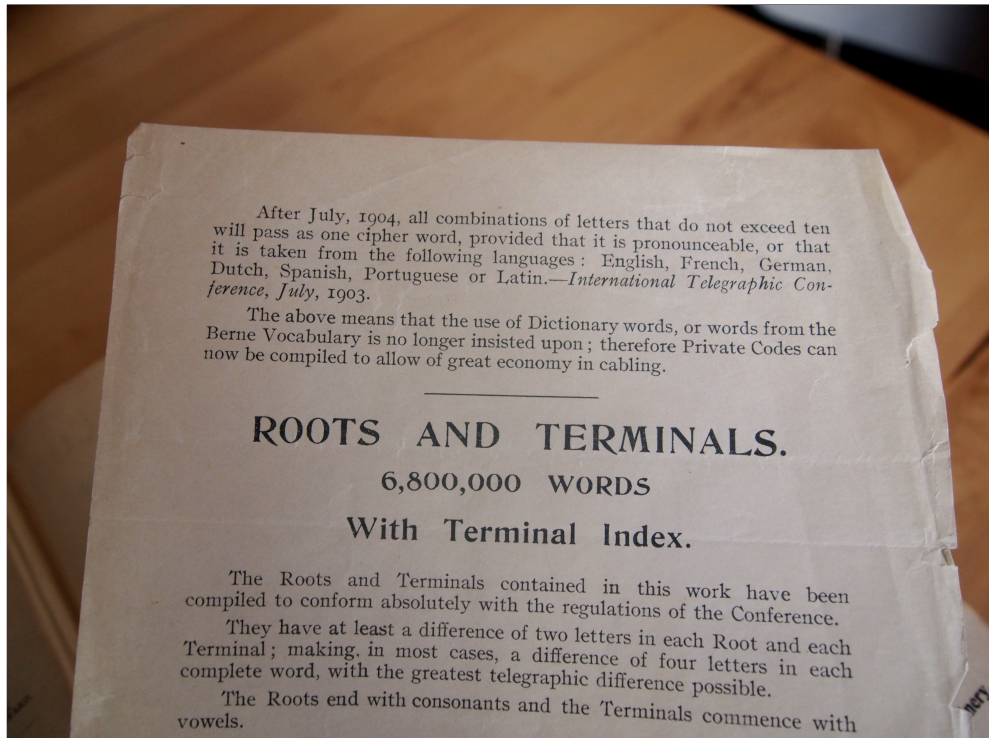 After July, 1904, all combinations of letters that do not exceed ten
will pass as one cipher word, provided that it is pronounceable, or that
it is taken from the following languages: English, French, German,
Dutch, Spanish, Portuguese or Latin.—International Telegraphic Con-
ference, July, 1903.
The above means that the use of Dictionary words, or words from the
Berne Vocabulary is no longer insisted upon; therefore Private Codes can
now be compiled to allow of great economy in cabling.
ROOTS AND TERMINALS.
6,800,000 WORDS
With Terminal Index.
The Roots and Terminals contained in this work have been
compiled to conform absolutely with the regulations of the Conference.
They have at least a difference of two letters in each Root and each
Terminal; making, in most cases, a difference of four letters in each
complete word, with the greatest telegraphic difference possible.
The Roots end with consonants and the Terminals commence with
vowels.